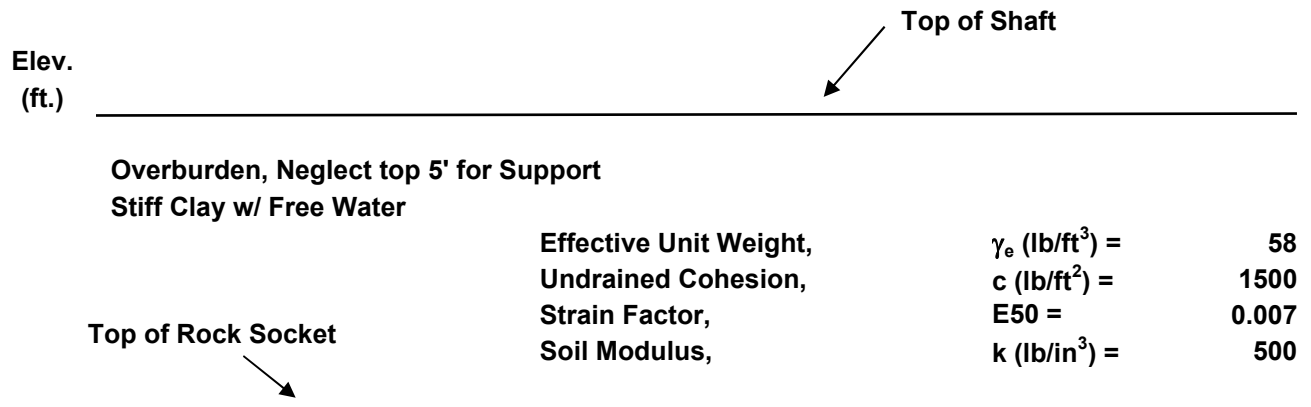 Top of Shaft
Elev.
(ft.)
Overburden, Neglect top 5' for Support
Stiff Clay w/ Free Water
Effective Unit Weight, γₑ (lb/ft³) = 58
Undrained Cohesion, c (lb/ft²) = 1500
Strain Factor, E50 = 0.007
Top of Rock Socket
Soil Modulus, k (lb/in³) = 500